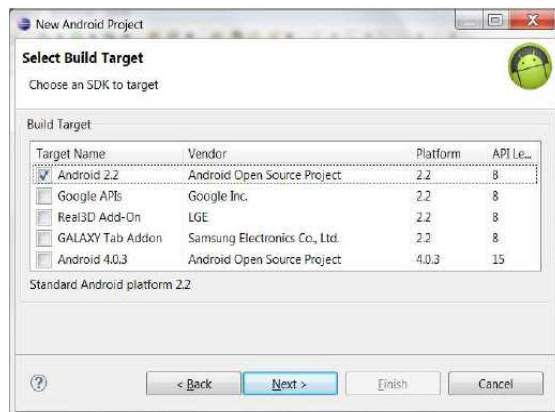 New Android Project
Select Build Target
Choose an SDK to target
Build Target
Target Name Vendor Platform API Le...
Android 2.2 Android Open Source Project 2.2 8
Google APIs Google Inc. 2.2 8
Real3D Add-On LGE 2.2 8
GALAXY Tab Addon Samsung Electronics Co., Ltd. 2.2 8
Android 4.0.3 Android Open Source Project 4.0.3 15
Standard Android platform 2.2
? < Back Next > Finish Cancel